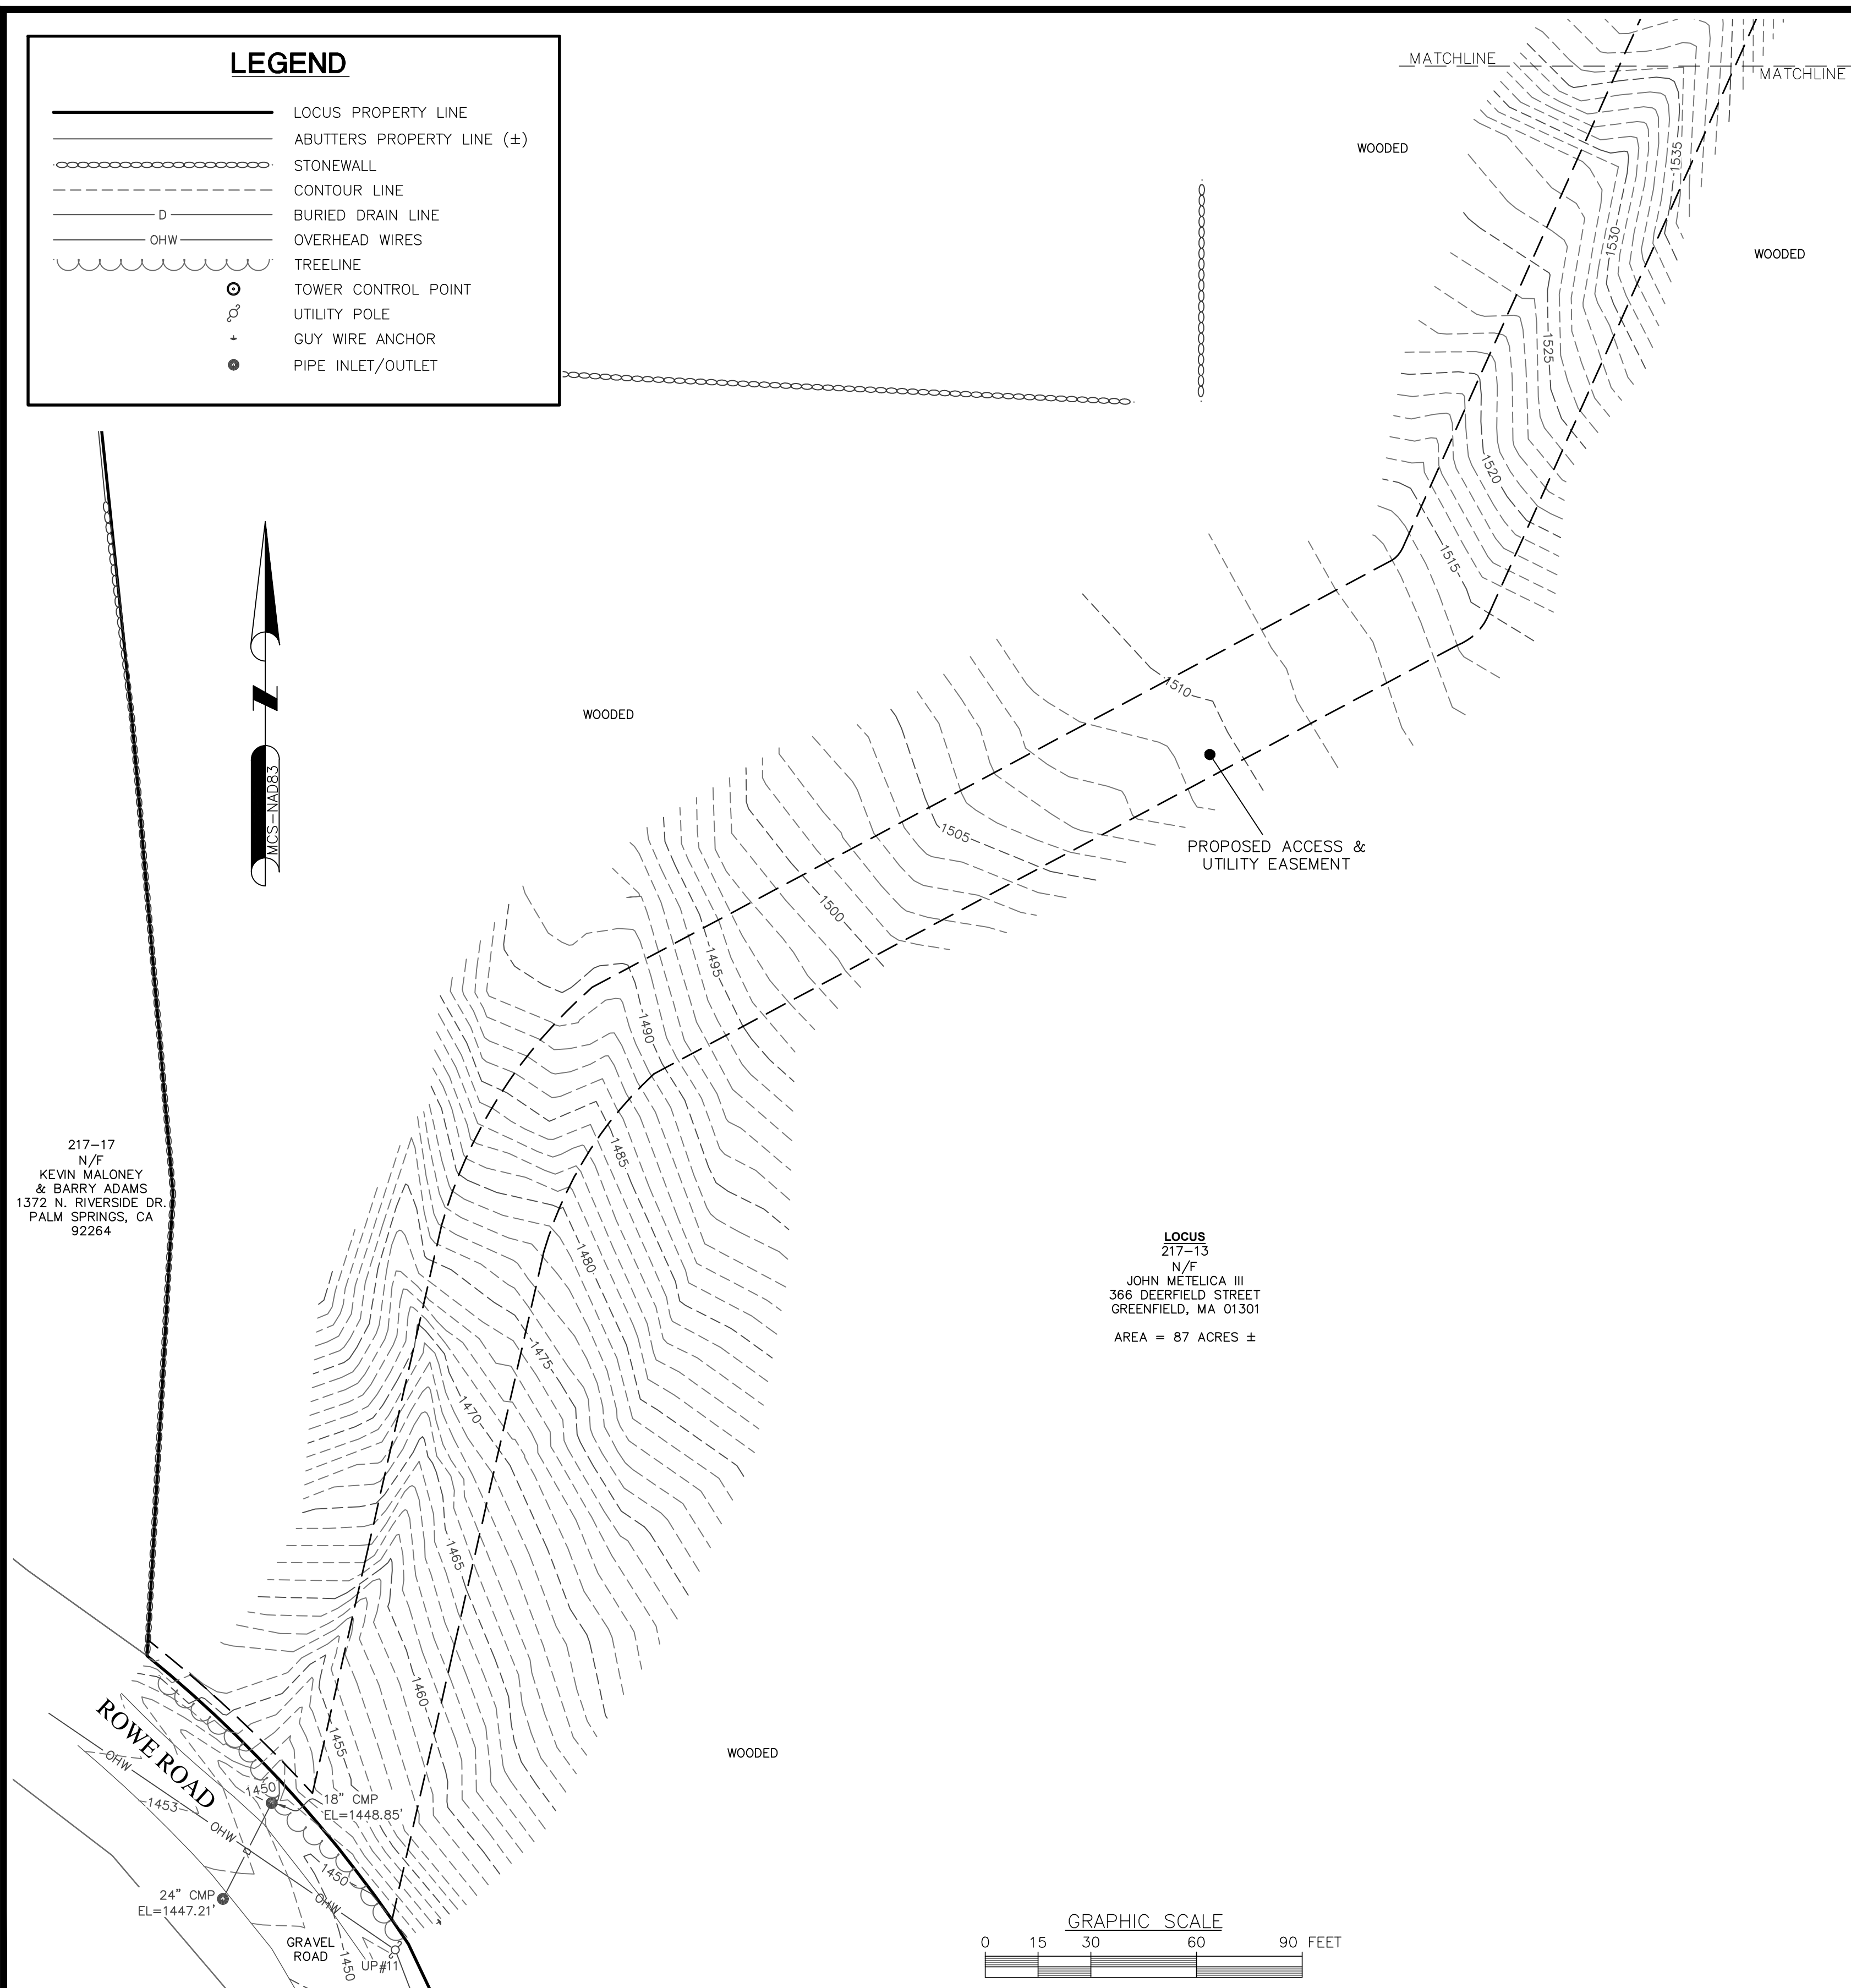 LEGEND
LOCUS PROPERTY LINE
ABUTTERS PROPERTY LINE (±)
STONEWALL
CONTOUR LINE
D
BURIED DRAIN LINE
OHW
OVERHEAD WIRES
TREELINE
TOWER CONTROL POINT
UTILITY POLE
GUY WIRE ANCHOR
PIPE INLET/OUTLET
MATCHLINE
MATCHLINE
WOODED
WOODED
1535
1530
1525
1520
1515
N
MCS-NAD83
WOODED
1510
1505
PROPOSED ACCESS &
UTILITY EASEMENT
1500
1495
1490
1485
1480
1475
1470
1465
1460
1455
217-17
N/F
KEVIN MALONEY
& BARRY ADAMS
1372 N. RIVERSIDE DR.
PALM SPRINGS, CA
92264
LOCUS
217-13
N/F
JOHN METELICA III
366 DEERFIELD STREET
GREENFIELD, MA 01301
AREA = 87 ACRES ±
WOODED
ROWE ROAD
OHW
1453
1450
18" CMP
EL=1448.85'
OHW
1450
OHW
24" CMP
EL=1447.21'
GRAVEL
ROAD
1450
UP#11
GRAPHIC SCALE
0 15 30 60 90 FEET